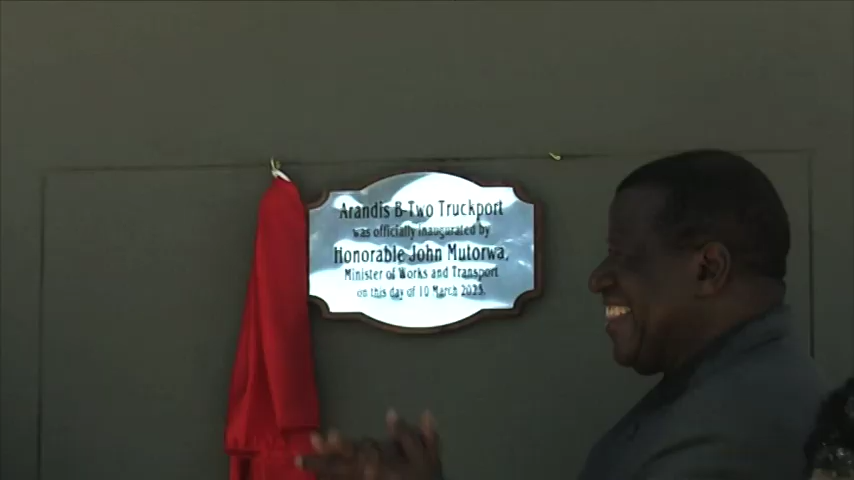 Arandis B-Two Truckport
was officially inaugurated by
Honorable John Mutorwa,
Minister of Works and Transport
on this day of 10 March 2025.